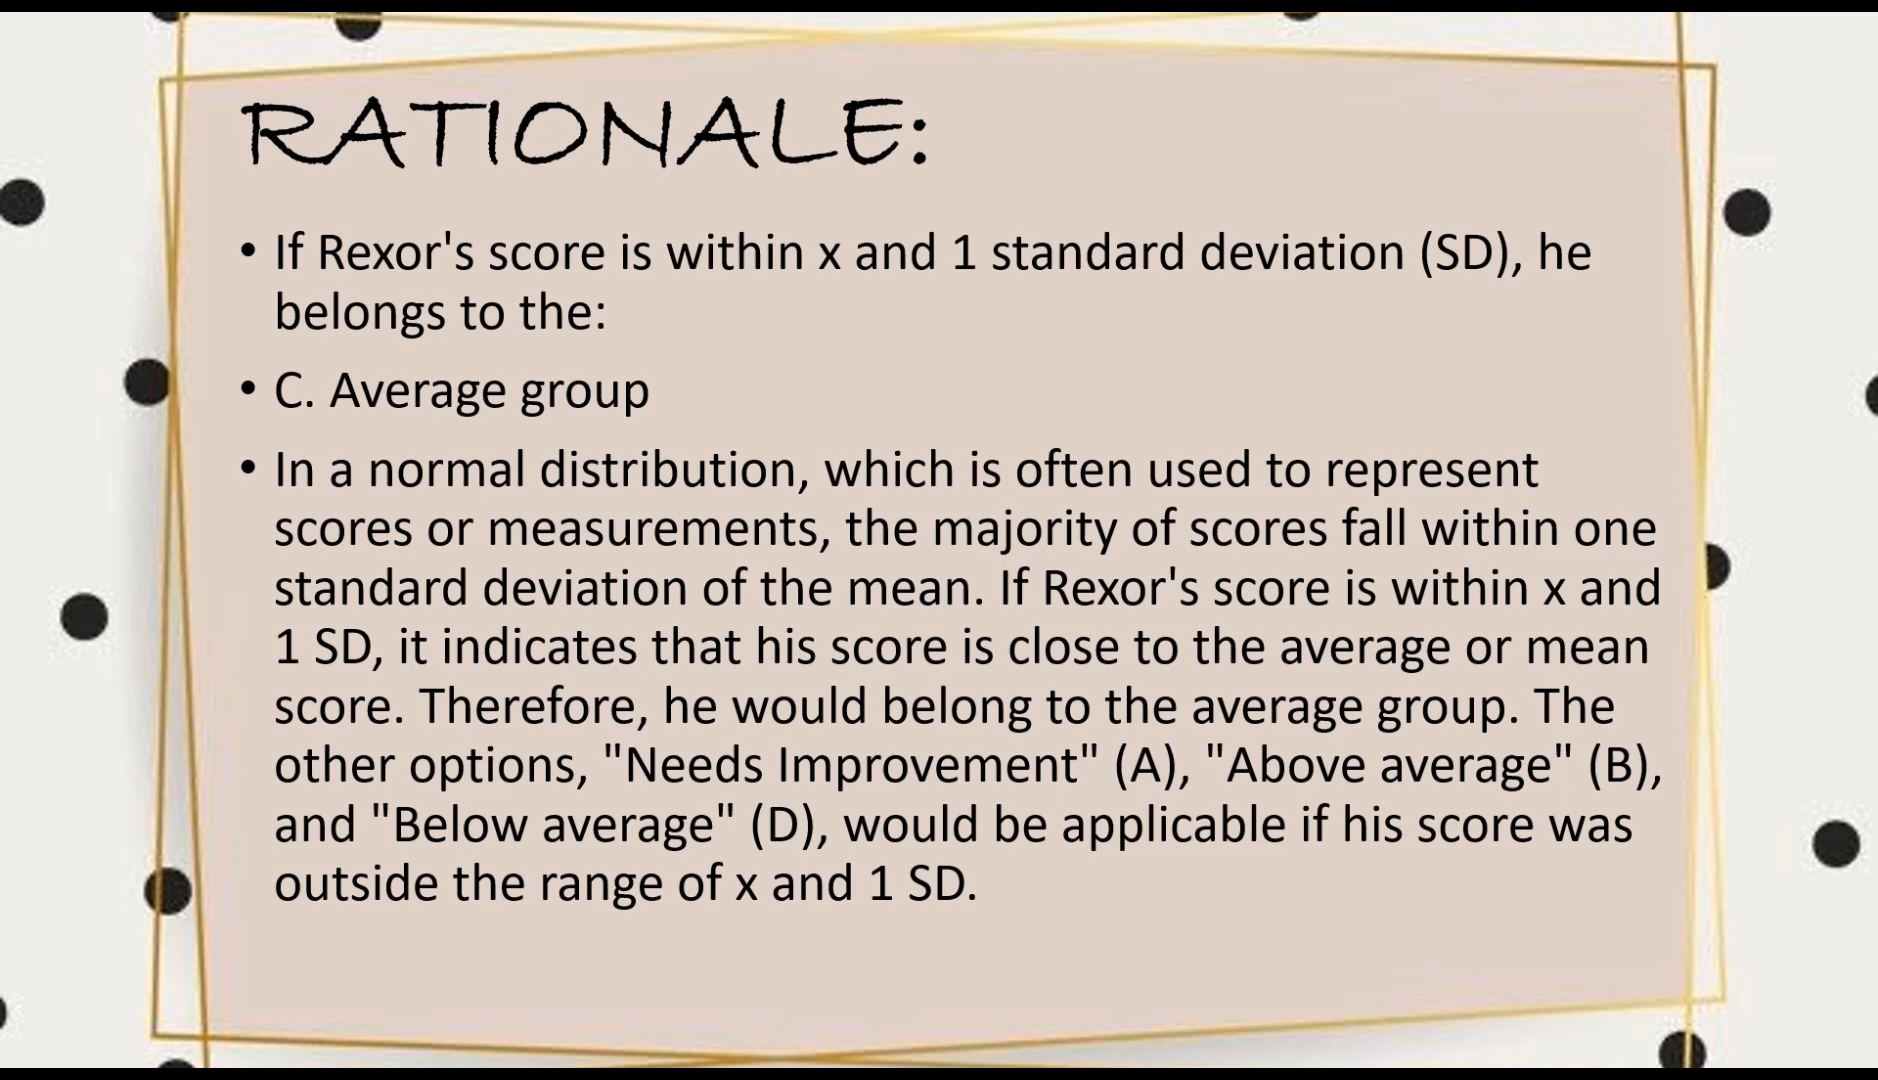 RATIONALE:
• If Rexor's score is within x and 1 standard deviation (SD), he
belongs to the:
• C. Average group
• In a normal distribution, which is often used to represent
scores or measurements, the majority of scores fall within one
standard deviation of the mean. If Rexor's score is within x and
1 SD, it indicates that his score is close to the average or mean
score. Therefore, he would belong to the average group. The
other options, "Needs Improvement" (A), "Above average" (B),
and "Below average" (D), would be applicable if his score was
outside the range of x and 1 SD.